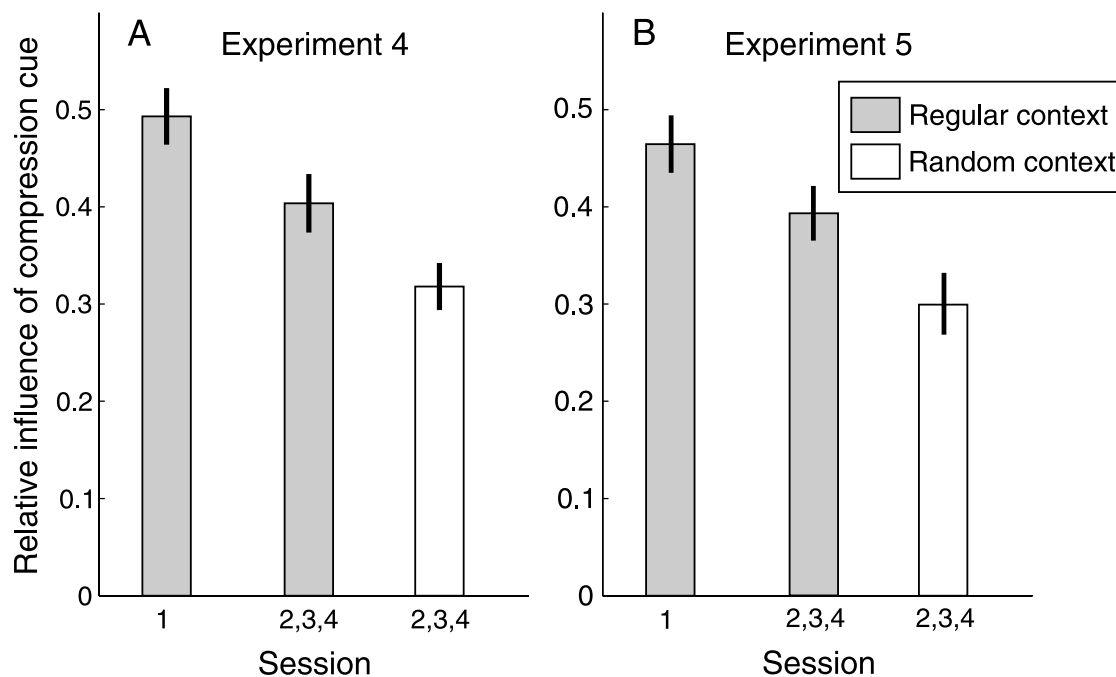 A
Experiment 4
Relative influence of compression cue
0.5
0.4
0.3
0.2
0.1
0
1
2,3,4
2,3,4
Session
B
Experiment 5
Regular context
Random context
0.5
0.4
0.3
0.2
0.1
0
1
2,3,4
2,3,4
Session